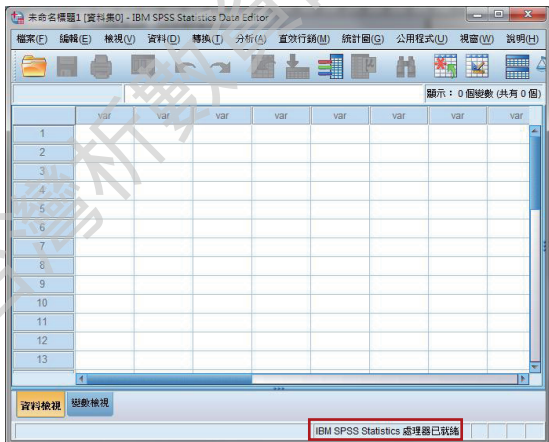 未命名標題1 [資料集0] - IBM SPSS Statistics Data Editor
檔案(F) 編輯(E) 檢視(V) 資料(D) 轉換(T) 分析(A) 直效行銷(M) 統計圖(G) 公用程式(U) 視窗(W) 說明(H)
顯示： 0 個變數 (共有 0 個)
var var var var var var var
1
2
3
4
5
6
7
8
9
10
11
12
13
資料檢視 變數檢視
IBM SPSS Statistics 處理器已就緒